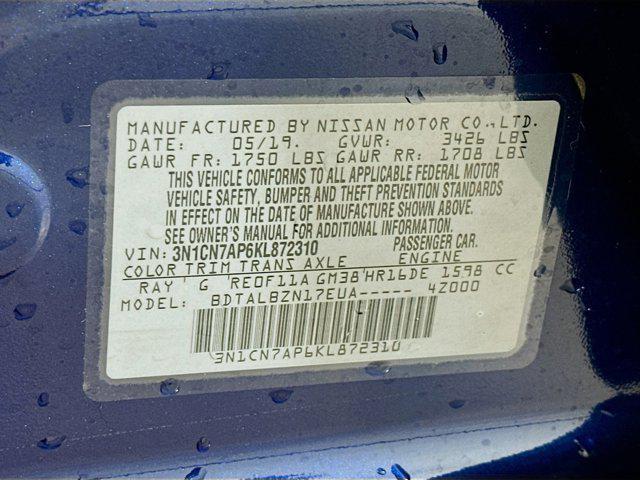 MANUFACTURED BY NISSAN MOTOR CO., LTD.
DATE: 05/19. GVWR: 3426 LBS
GAWR FR: 1750 LBS GAWR RR: 1708 LBS
THIS VEHICLE CONFORMS TO ALL APPLICABLE FEDERAL MOTOR
VEHICLE SAFETY, BUMPER AND THEFT PREVENTION STANDARDS
IN EFFECT ON THE DATE OF MANUFACTURE SHOWN ABOVE.
SEE OWNER'S MANUAL FOR ADDITIONAL INFORMATION.
VIN: 3N1CN7AP6KL872310 PASSENGER CAR.
COLOR TRIM TRANS AXLE ENGINE
RAY G RE0F11A GM38 HR16DE 1598 CC
MODEL: BDTALBZN17EUA----- 4Z000
3N1CN7AP6KL872310